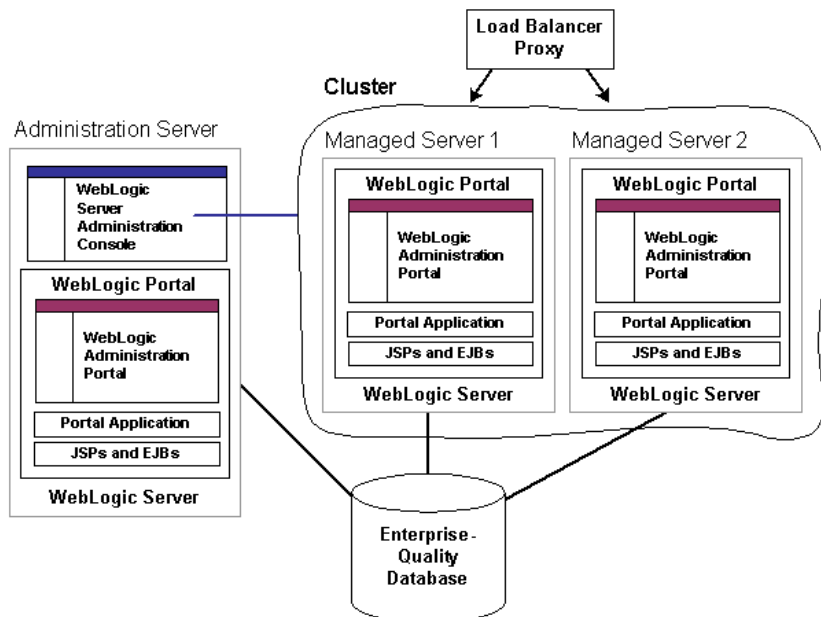 Load Balancer
Proxy
Cluster
Administration Server
WebLogic
Server
Administration
Console
WebLogic Portal
WebLogic
Administration
Portal
Portal Application
JSPs and EJBs
WebLogic Server
Managed Server 1
WebLogic Portal
WebLogic
Administration
Portal
Portal Application
JSPs and EJBs
WebLogic Server
Managed Server 2
WebLogic Portal
WebLogic
Administration
Portal
Portal Application
JSPs and EJBs
WebLogic Server
Enterprise-
Quality
Database